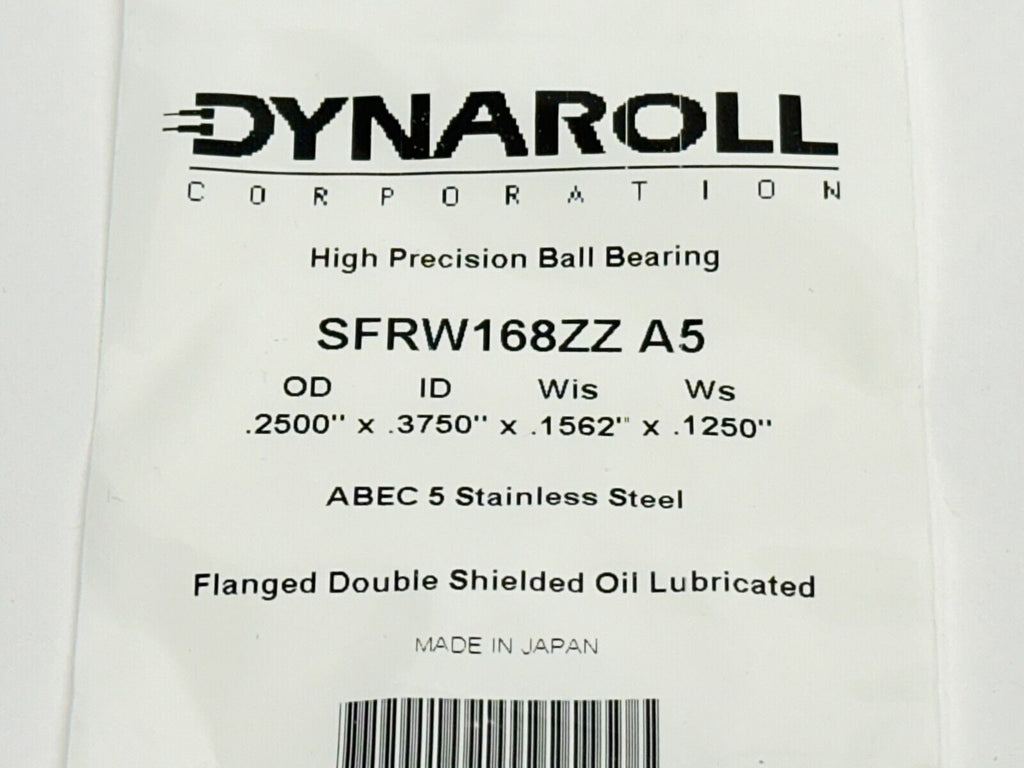 DYNAROLL
CORPORATION
High Precision Ball Bearing
SFRW168ZZ A5
OD ID Wis Ws
.2500" x .3750" x .1562" x .1250"
ABEC 5 Stainless Steel
Flanged Double Shielded Oil Lubricated
MADE IN JAPAN